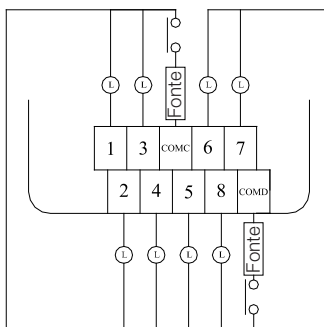 L L Fonte L L
1 3 COMC 6 7
2 4 5 8 COMD
L L L L Fonte